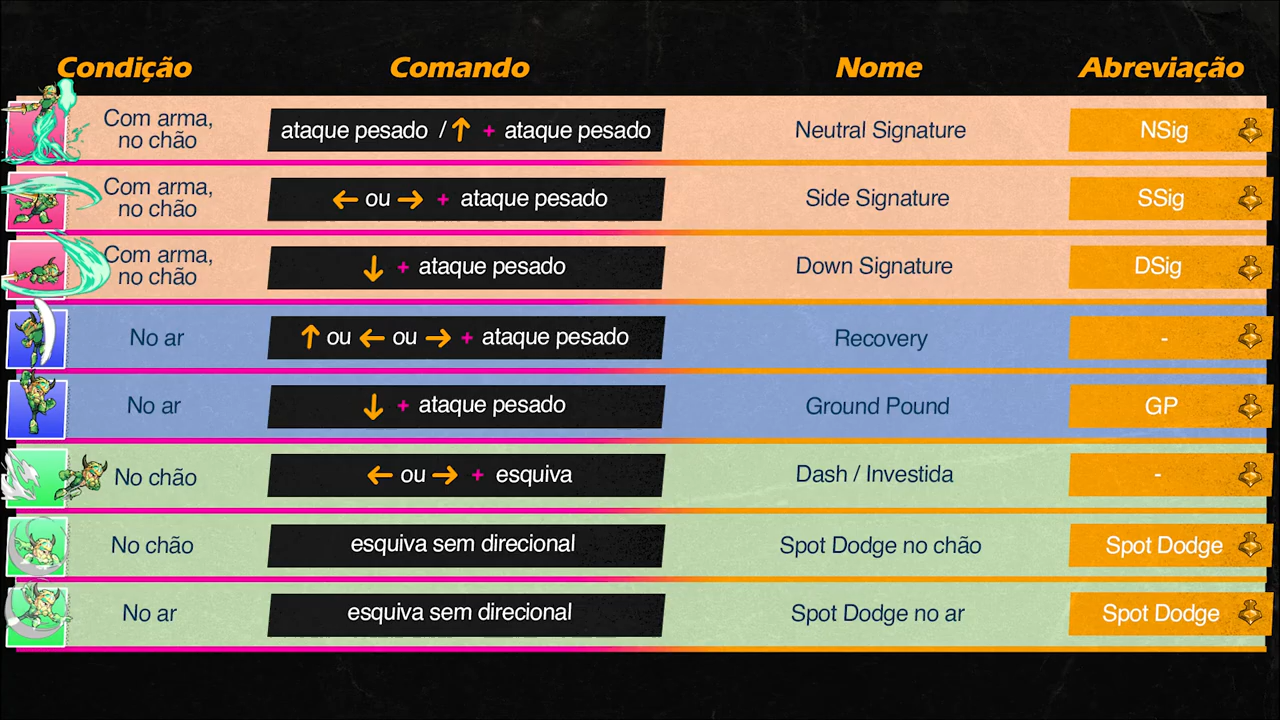 Condição Comando Nome Abreviação
Com arma,
no chão
ataque pesado / ↑ + ataque pesado Neutral Signature NSig
Com arma,
no chão
← ou → + ataque pesado Side Signature SSig
Com arma,
no chão
↓ + ataque pesado Down Signature DSig
No ar ↑ ou ← ou → + ataque pesado Recovery -
No ar ↓ + ataque pesado Ground Pound GP
No chão ← ou → + esquiva Dash / Investida -
No chão esquiva sem direcional Spot Dodge no chão Spot Dodge
No ar esquiva sem direcional Spot Dodge no ar Spot Dodge